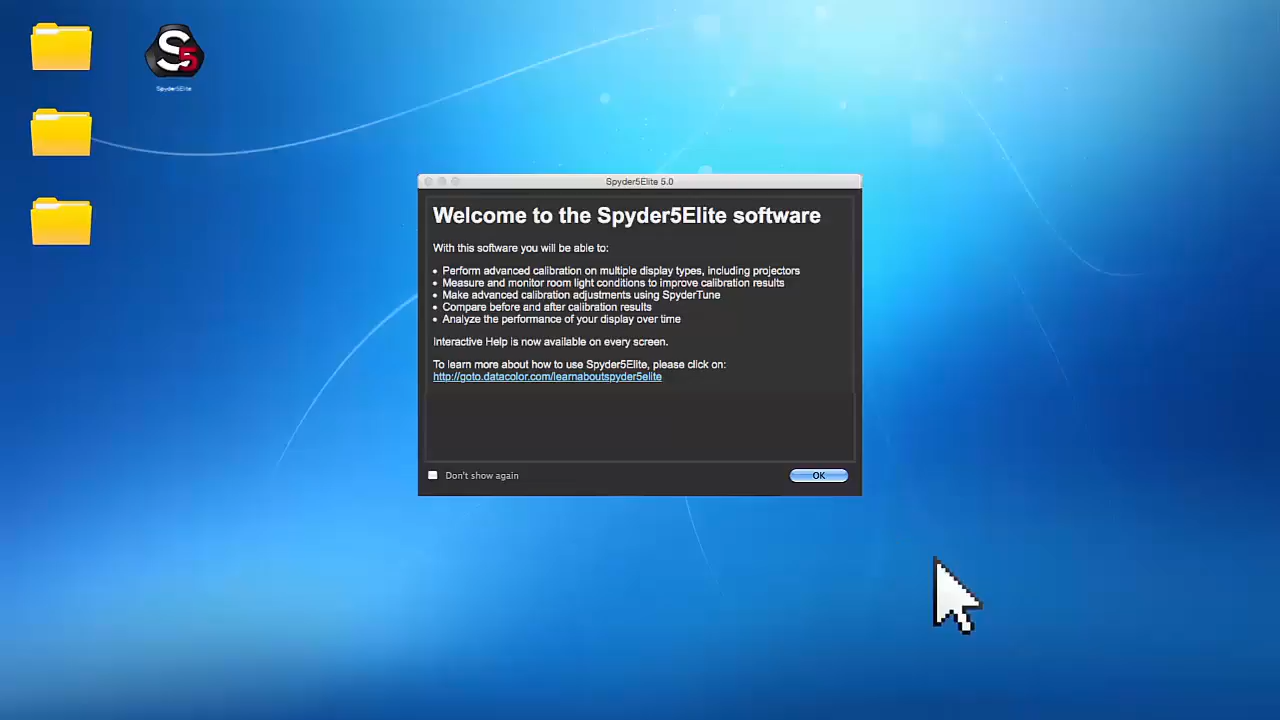 S5
Spyder5Elite
Spyder5Elite 5.0
Welcome to the Spyder5Elite software
With this software you will be able to:
• Perform advanced calibration on multiple display types, including projectors
• Measure and monitor room light conditions to improve calibration results
• Make advanced calibration adjustments using SpyderTune
• Compare before and after calibration results
• Analyze the performance of your display over time
Interactive Help is now available on every screen.
To learn more about how to use Spyder5Elite, please click on:
http://goto.datacolor.com/learnaboutspyder5elite
Don't show again
OK